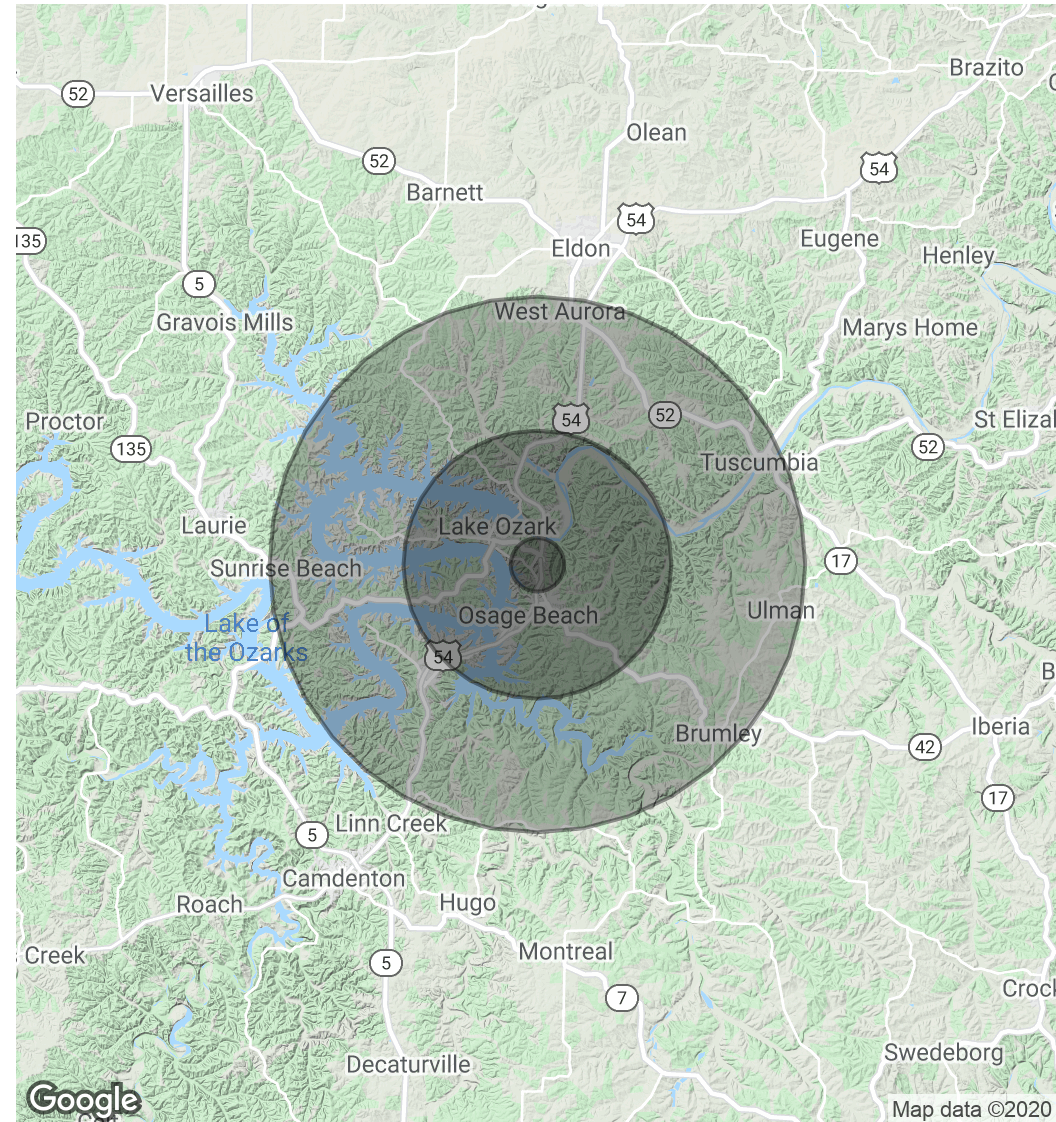 Brazito
52
Versailles
Olean
52
54
Barnett
54
Eugene
135
Eldon
Henley
5
West Aurora
Gravois Mills
Marys Home
Proctor
54
52
St Elizal
135
52
Tuscumbia
Laurie
Lake Ozark
17
Sunrise Beach
Ulman
Osage Beach
Lake of
the Ozarks
54
B
Iberia
Brumley
42
17
Linn Creek
5
Camdenton
Roach
Hugo
Creek
Montreal
5
Crock
7
Swedeborg
Decaturville
Google
Map data ©2020